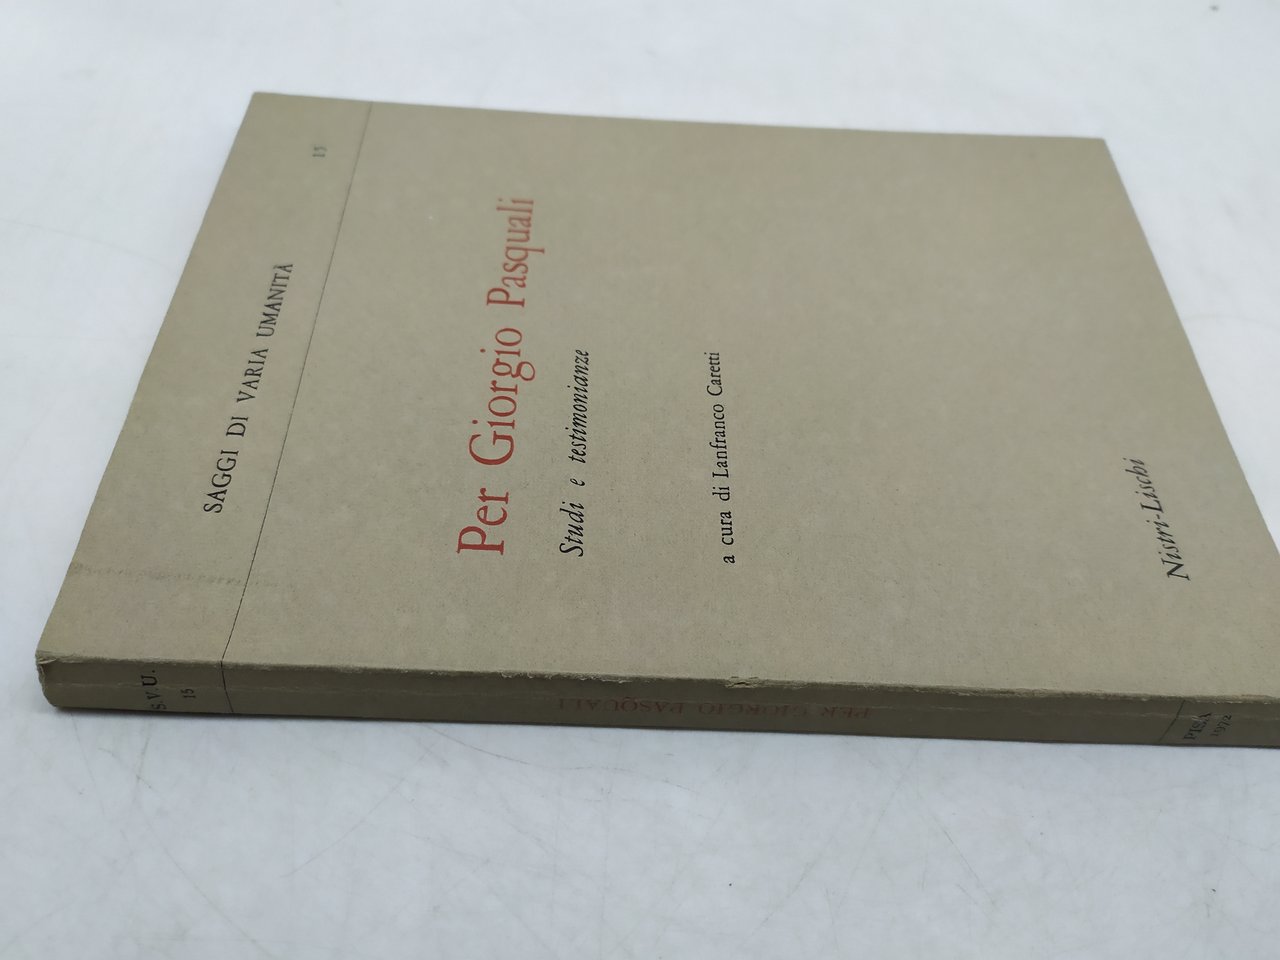 SAGGI DI VARIA UMANITÀ
15
Per Giorgio Pasquali
Studi e testimonianze
a cura di Lanfranco Caretti
Nistri-Lischi
S.V.U.
15
PER GIORGIO PASQUALI
PISA
1972